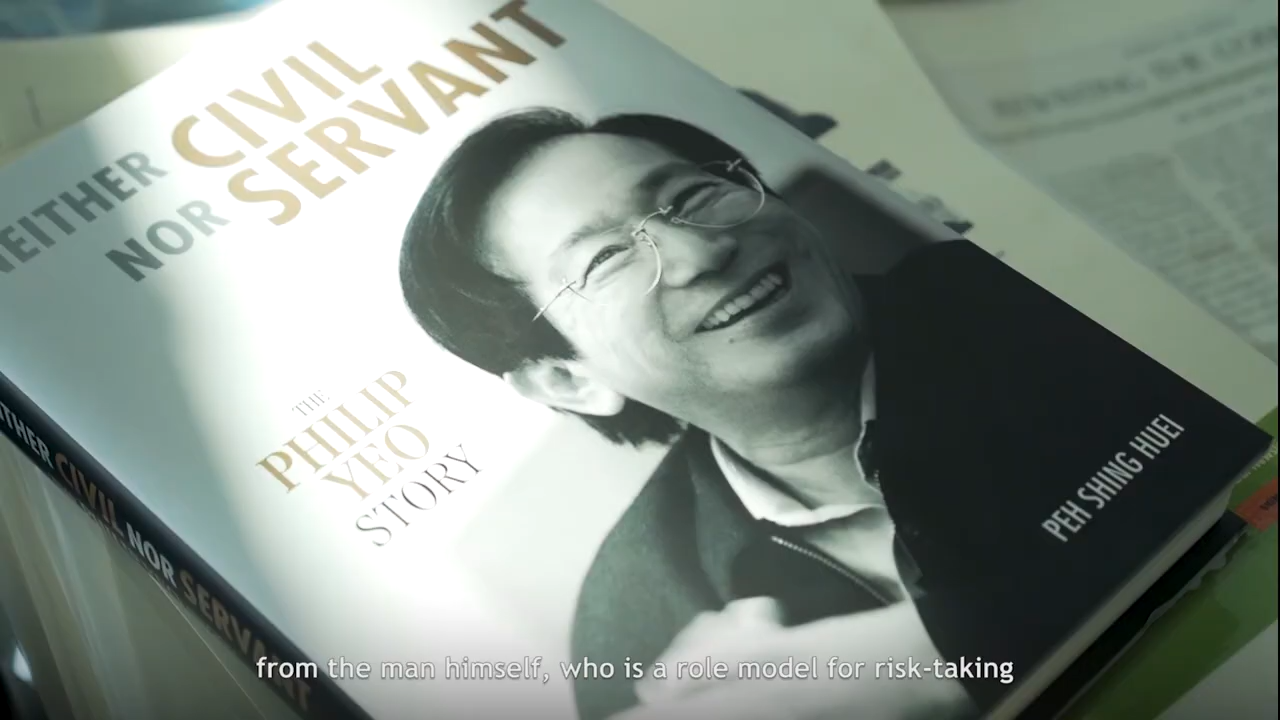 NEITHER CIVIL
NOR SERVANT
THE
PHILIP
YEO
STORY
PEH SHING HUEI
NEITHER CIVIL NOR SERVANT
from the man himself, who is a role model for risk-taking